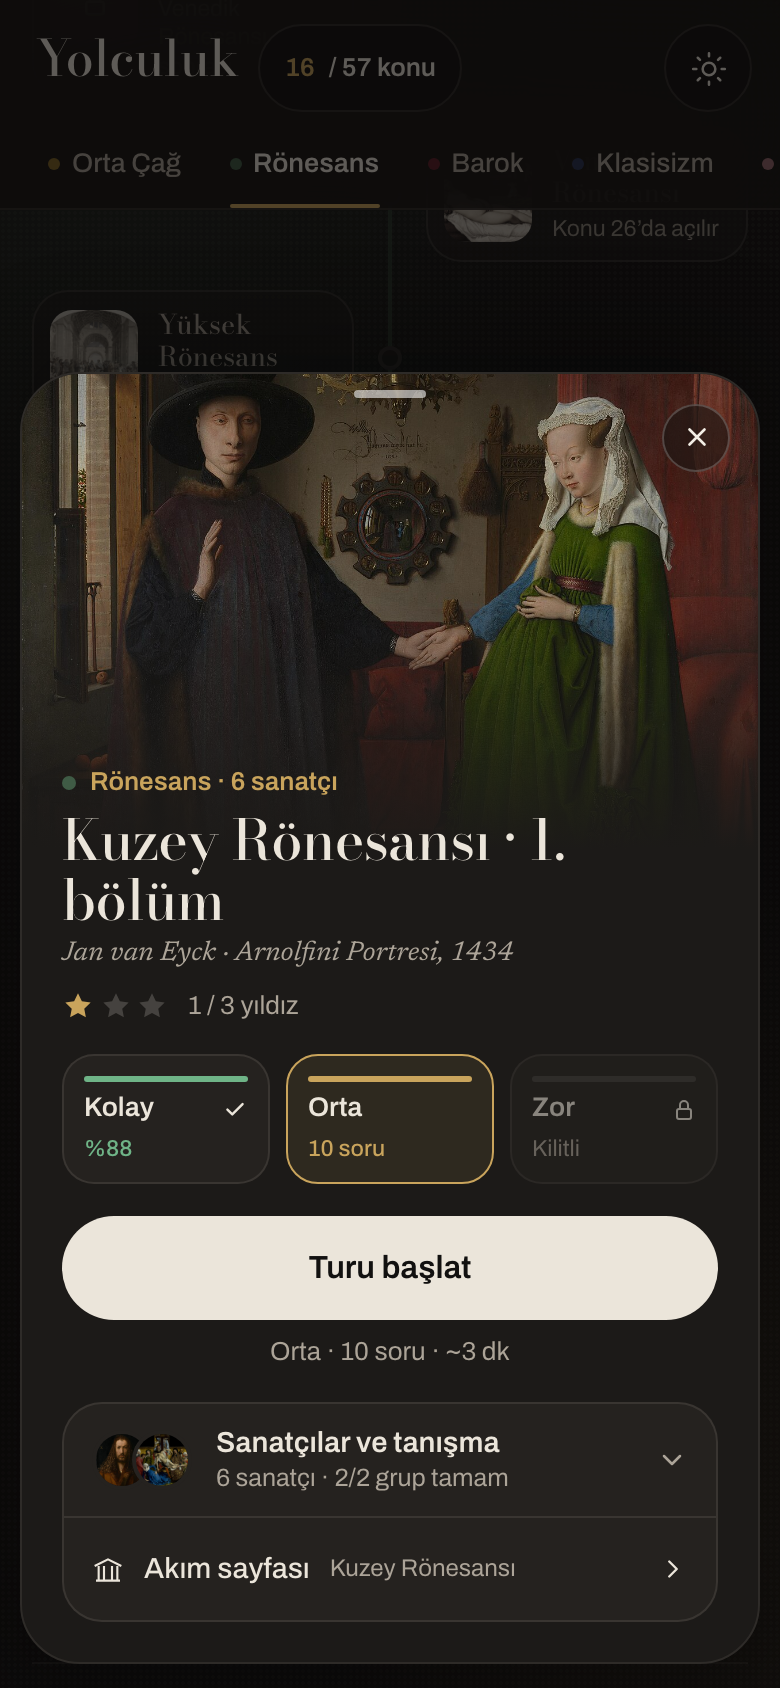 Yolculuk
16 / 57 konu
Orta Çağ
Rönesans
Barok
Klasisizm
Konu 26’da açılır
Yüksek
Rönesans
Rönesans · 6 sanatçı
Kuzey Rönesansı · 1.
bölüm
Jan van Eyck · Arnolfini Portresi, 1434
1 / 3 yıldız
Kolay
%88
Orta
10 soru
Zor
Kilitli
Turu başlat
Orta · 10 soru · ~3 dk
Sanatçılar ve tanışma
6 sanatçı · 2/2 grup tamam
Akım sayfası Kuzey Rönesansı